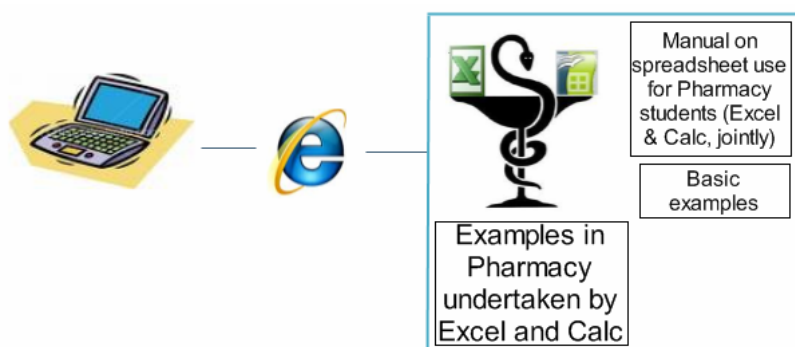 Manual on
spreadsheet use
for Pharmacy
students (Excel
& Calc, jointly)
Basic
examples
Examples in
Pharmacy
undertaken by
Excel and Calc